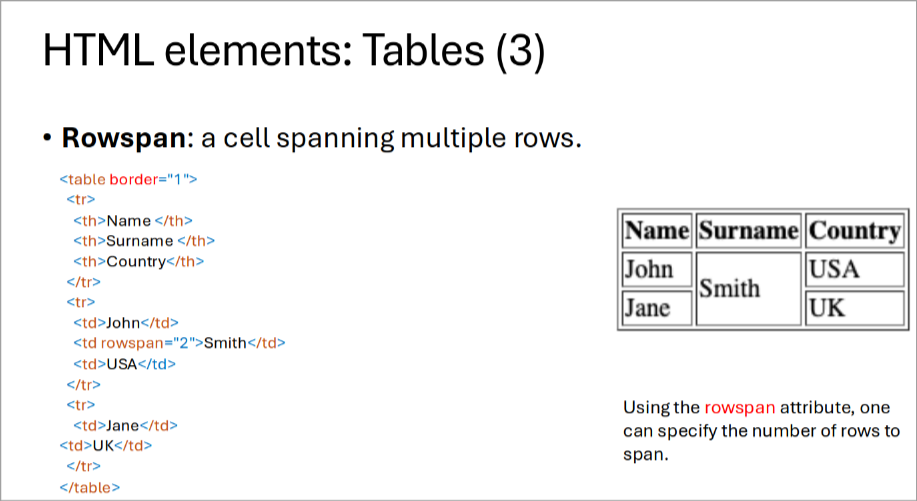 HTML elements: Tables (3)
• Rowspan: a cell spanning multiple rows.
<table border="1">
<tr>
<th>Name </th>
<th>Surname </th>
<th>Country</th>
</tr>
<tr>
<td>John</td>
<td rowspan="2">Smith</td>
<td>USA</td>
</tr>
<tr>
<td>Jane</td>
<td>UK</td>
</tr>
</table>
Name Surname Country
John Smith USA
Jane UK
Using the rowspan attribute, one
can specify the number of rows to
span.